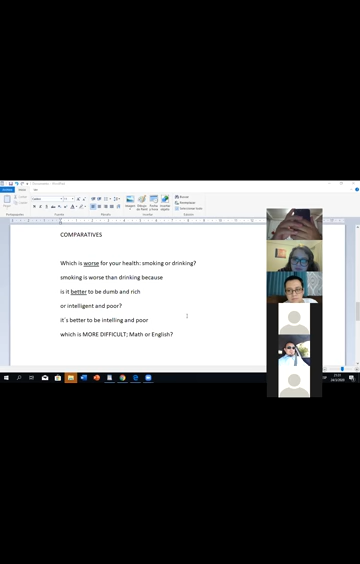 COMPARATIVES
Which is worse for your health: smoking or drinking?
smoking is worse than drinking because
is it better to be dumb and rich
or intelligent and poor?
it´s better to be intelling and poor
which is MORE DIFFICULT; Math or English?